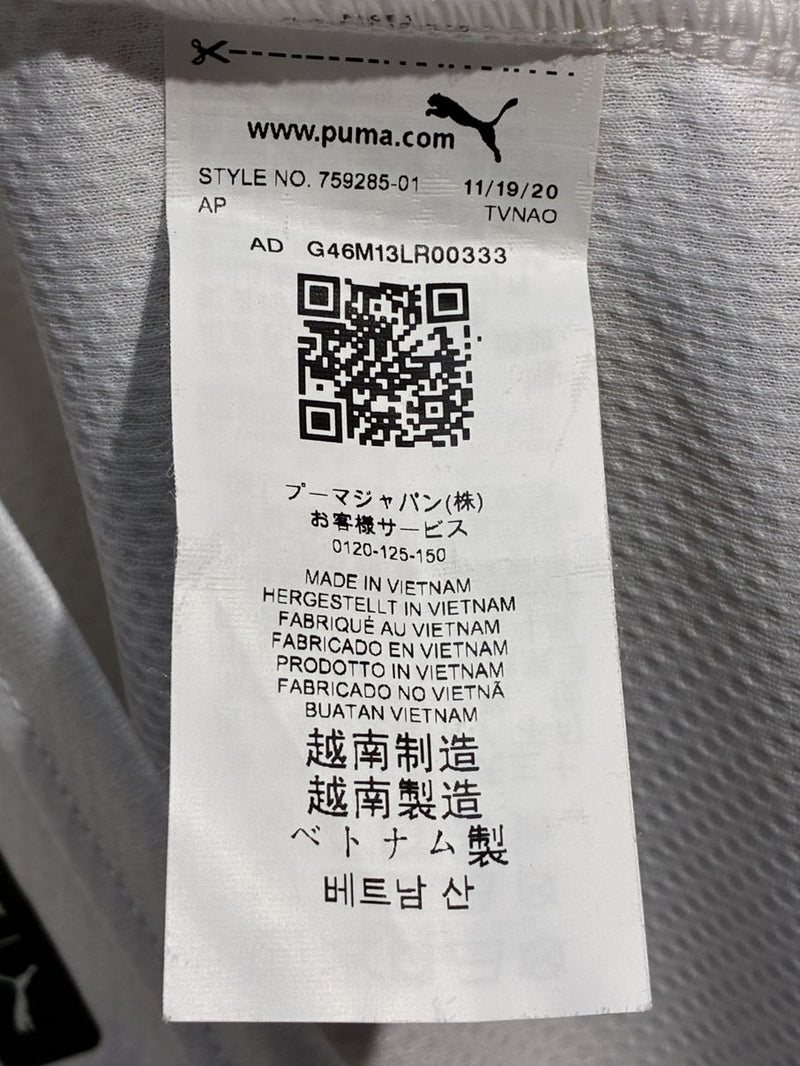 www.puma.com
STYLE NO. 759285-01 11/19/20
AP TVNAO
AD G46M13LR00333
プーマジャパン(株)
お客様サービス
0120-125-150
MADE IN VIETNAM
HERGESTELLT IN VIETNAM
FABRIQUÉ AU VIETNAM
FABRICADO EN VIETNAM
PRODOTTO IN VIETNAM
FABRICADO NO VIETNÃ
BUATAN VIETNAM
越南制造
越南製造
ベトナム製
베트남 산